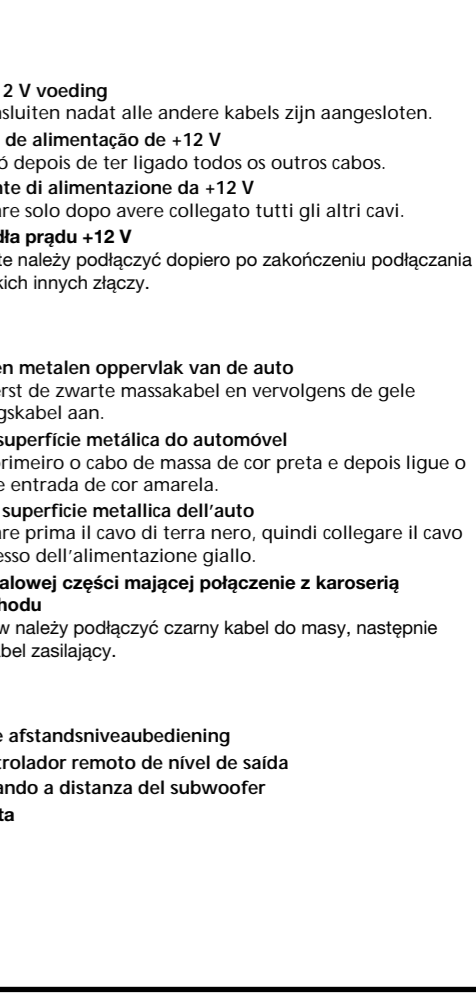 2 V voeding
sluiten nadat alle andere kabels zijn aangesloten.
de alimentação de +12 V
ó depois de ter ligado todos os outros cabos.
nte di alimentazione da +12 V
are solo dopo avere collegato tutti gli altri cavi.
dła prądu +12 V
te należy podłączyć dopiero po zakończeniu podłączania
kich innych złączy.
en metalen oppervlak van de auto
erst de zwarte massakabel en vervolgens de gele
gskabel aan.
superfície metálica do automóvel
primeiro o cabo de massa de cor preta e depois ligue o
e entrada de cor amarela.
superficie metallica dell'auto
are prima il cavo di terra nero, quindi collegare il cavo
esso dell'alimentazione giallo.
alowej części mającej połączenie z karoserią
hodu
w należy podłączyć czarny kabel do masy, następnie
abel zasilający.
e afstandsniveaubediening
trolador remoto de nível de saída
ando a distanza del subwoofer
ta